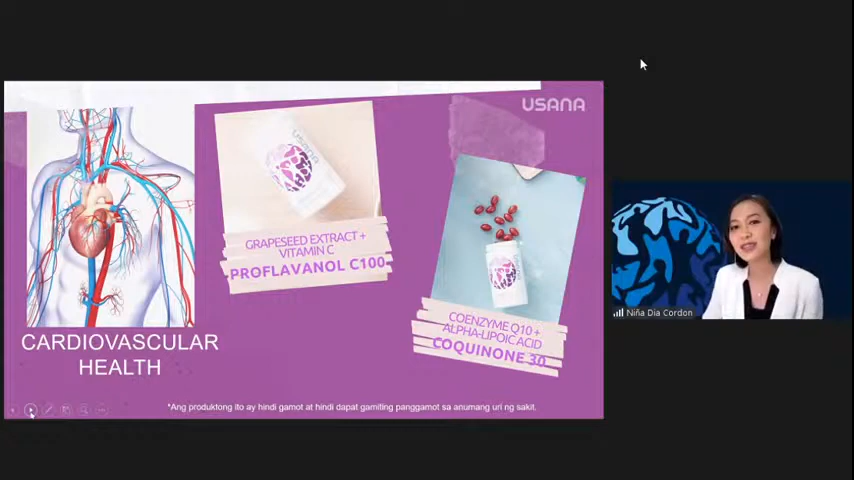 USANA
USANA
GRAPESEED EXTRACT +
VITAMIN C
PROFLAVANOL C100
COENZYME Q10 +
ALPHA-LIPOIC ACID
COQUINONE 30
CARDIOVASCULAR
HEALTH
*Ang produktong ito ay hindi gamot at hindi dapat gamiting panggamot sa anumang uri ng sakit.
Niña Dia Cordon